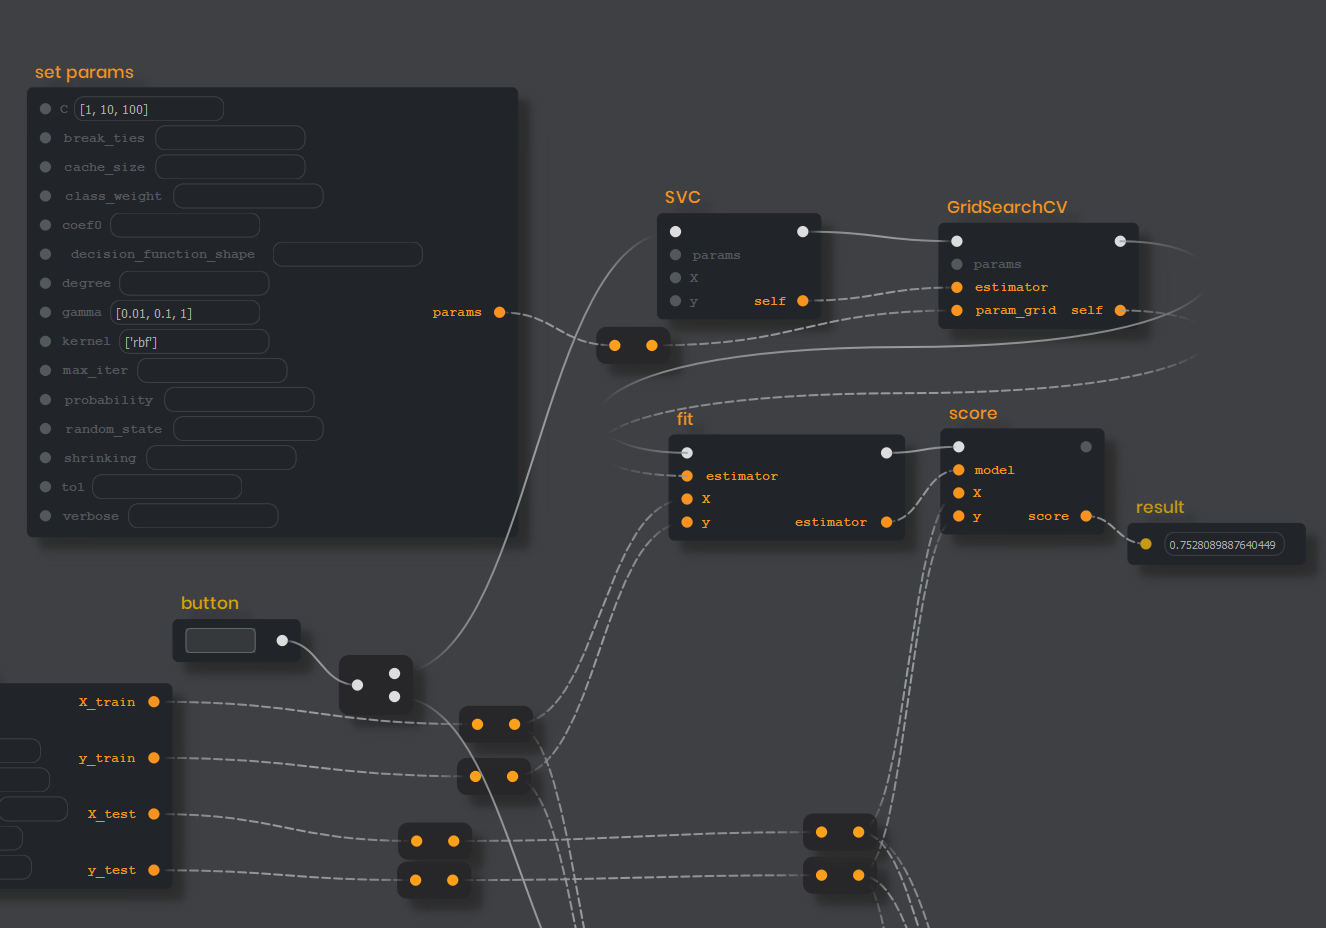 set params
C [1, 10, 100]
break_ties
cache_size
class_weight
coef0
decision_function_shape
degree
gamma [0.01, 0.1, 1]
params
kernel ['rbf']
max_iter
probability
random_state
shrinking
tol
verbose
SVC
params
X
y self
GridSearchCV
params
estimator
param_grid self
fit
estimator
X
y estimator
score
model
X
y score
result
0.7528089887640449
button
X_train
y_train
X_test
y_test